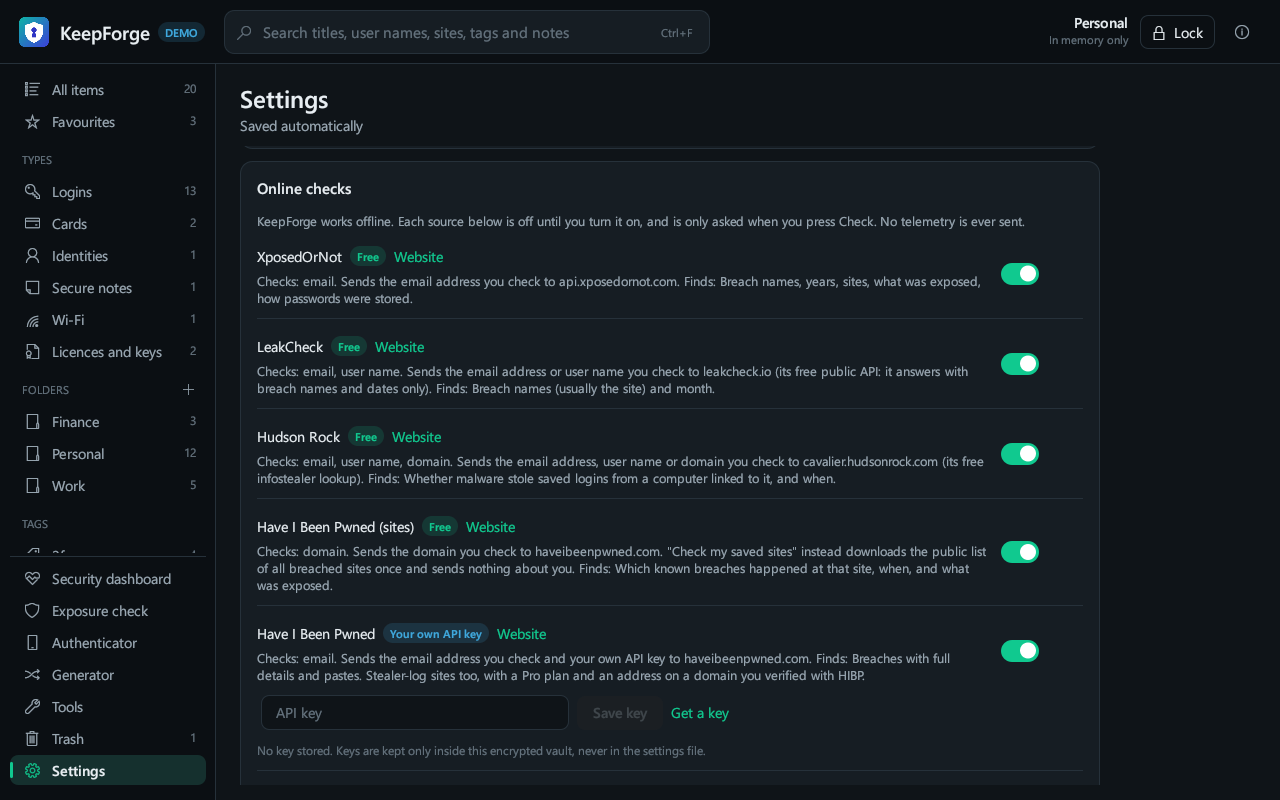 KeepForge DEMO
Search titles, user names, sites, tags and notes Ctrl+F
Personal
In memory only
Lock
All items 20
Favourites 3
TYPES
Logins 13
Cards 2
Identities 1
Secure notes 1
Wi-Fi 1
Licences and keys 2
FOLDERS
Finance 3
Personal 12
Work 5
TAGS
Security dashboard
Exposure check
Authenticator
Generator
Tools
Trash 1
Settings
Settings
Saved automatically
Online checks
KeepForge works offline. Each source below is off until you turn it on, and is only asked when you press Check. No telemetry is ever sent.
XposedOrNot Free Website
Checks: email. Sends the email address you check to api.xposedornot.com. Finds: Breach names, years, sites, what was exposed,
how passwords were stored.
LeakCheck Free Website
Checks: email, user name. Sends the email address or user name you check to leakcheck.io (its free public API: it answers with
breach names and dates only). Finds: Breach names (usually the site) and month.
Hudson Rock Free Website
Checks: email, user name, domain. Sends the email address, user name or domain you check to cavalier.hudsonrock.com (its free
infostealer lookup). Finds: Whether malware stole saved logins from a computer linked to it, and when.
Have I Been Pwned (sites) Free Website
Checks: domain. Sends the domain you check to haveibeenpwned.com. "Check my saved sites" instead downloads the public list
of all breached sites once and sends nothing about you. Finds: Which known breaches happened at that site, when, and what
was exposed.
Have I Been Pwned Your own API key Website
Checks: email. Sends the email address you check and your own API key to haveibeenpwned.com. Finds: Breaches with full
details and pastes. Stealer-log sites too, with a Pro plan and an address on a domain you verified with HIBP.
API key Save key Get a key
No key stored. Keys are kept only inside this encrypted vault, never in the settings file.